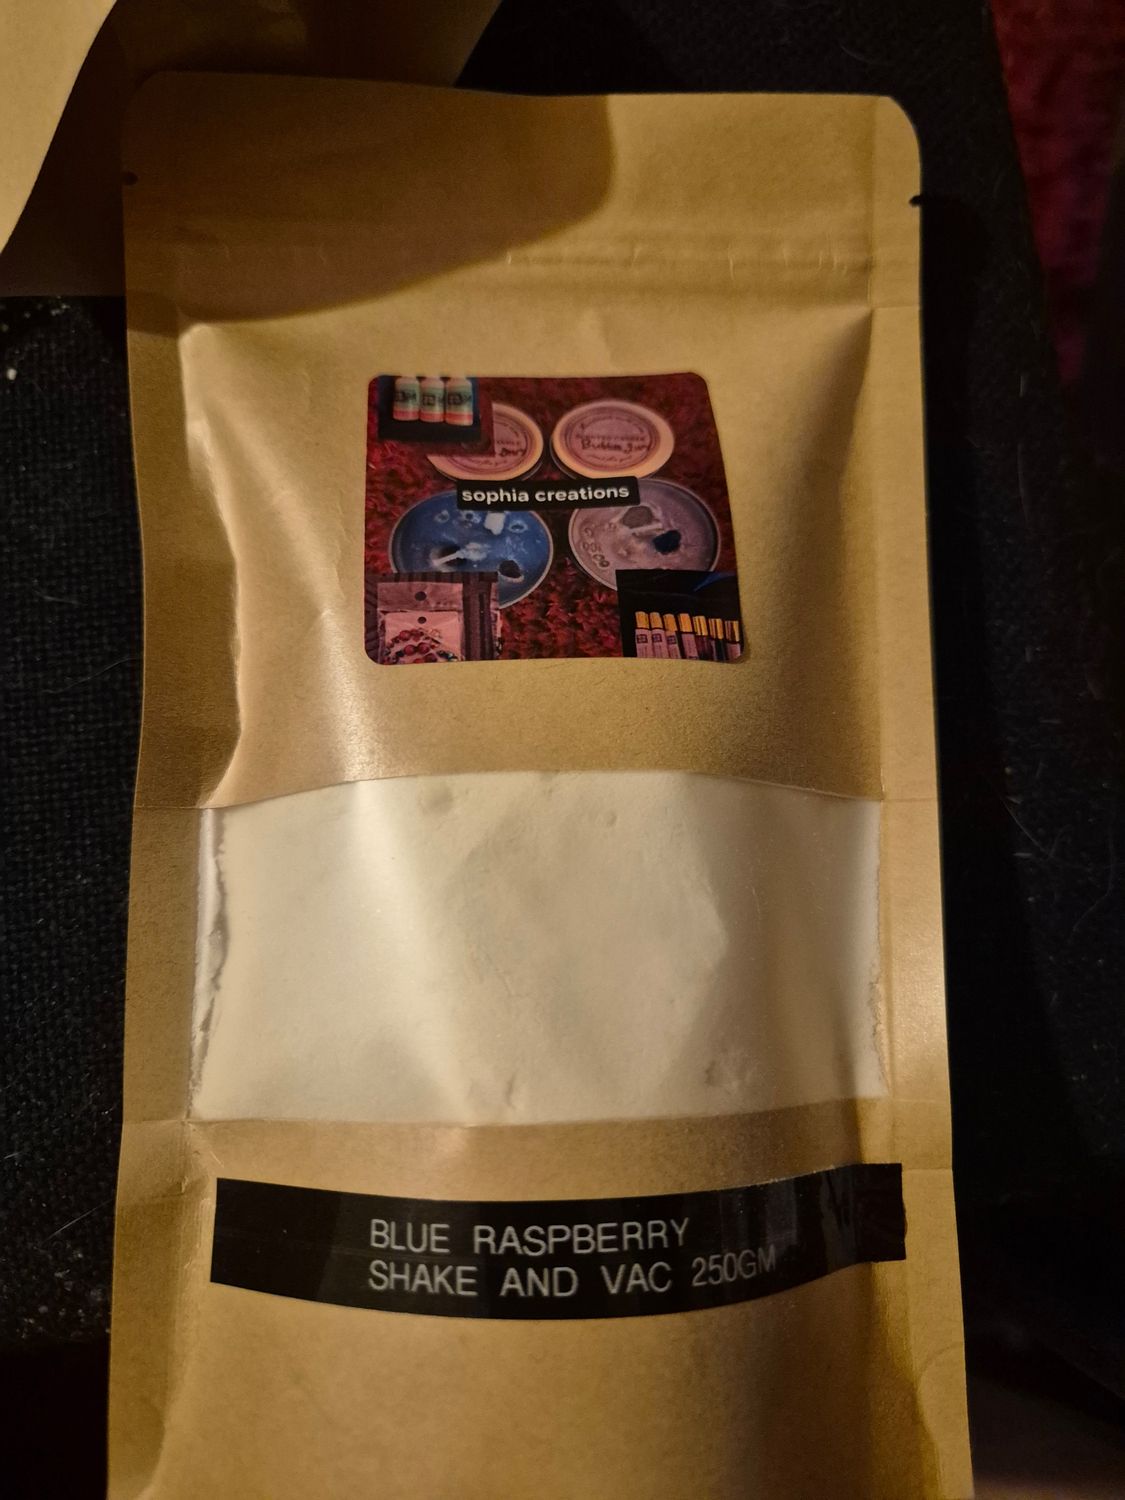 sophia creations
BLUE RASPBERRY
SHAKE AND VAC 250GM